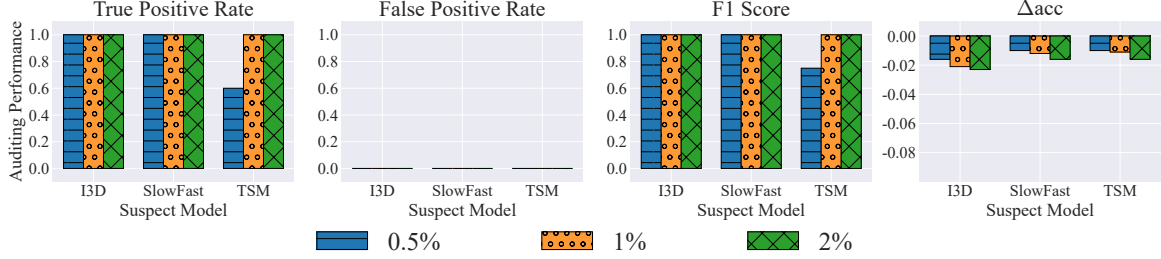 True Positive Rate
False Positive Rate
F1 Score
Δacc
Auditing Performance
1.0
0.8
0.6
0.4
0.2
0.0
I3D SlowFast TSM
Suspect Model
1.0
0.8
0.6
0.4
0.2
0.0
I3D SlowFast TSM
Suspect Model
1.0
0.8
0.6
0.4
0.2
0.0
I3D SlowFast TSM
Suspect Model
0.00
-0.02
-0.04
-0.06
-0.08
I3D SlowFast TSM
Suspect Model
0.5% 1% 2%